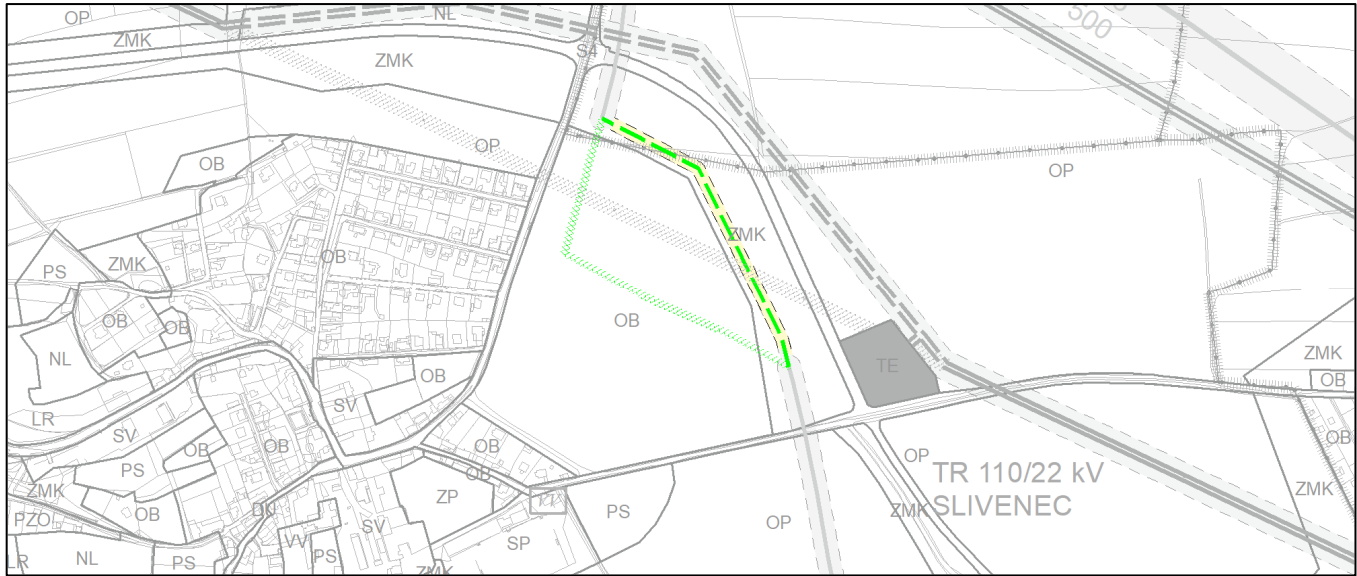 OP
NL
ZMK
S4
ZMK
500
OP
OB
OP
ZMK
OB
PS
ZMK
OB
OB
NL
OB
TE
ZMK
OB
OB
SV
LR
SV
OB
OB
OB
OB
OB
PS
OP
TR 110/22 kV
SLIVENEC
ZMK
ZMK
ZP
PS
OP
ZMK
OB
PZO
DU
SV
VV
PS
SP
LR
NL
PS
ZMK